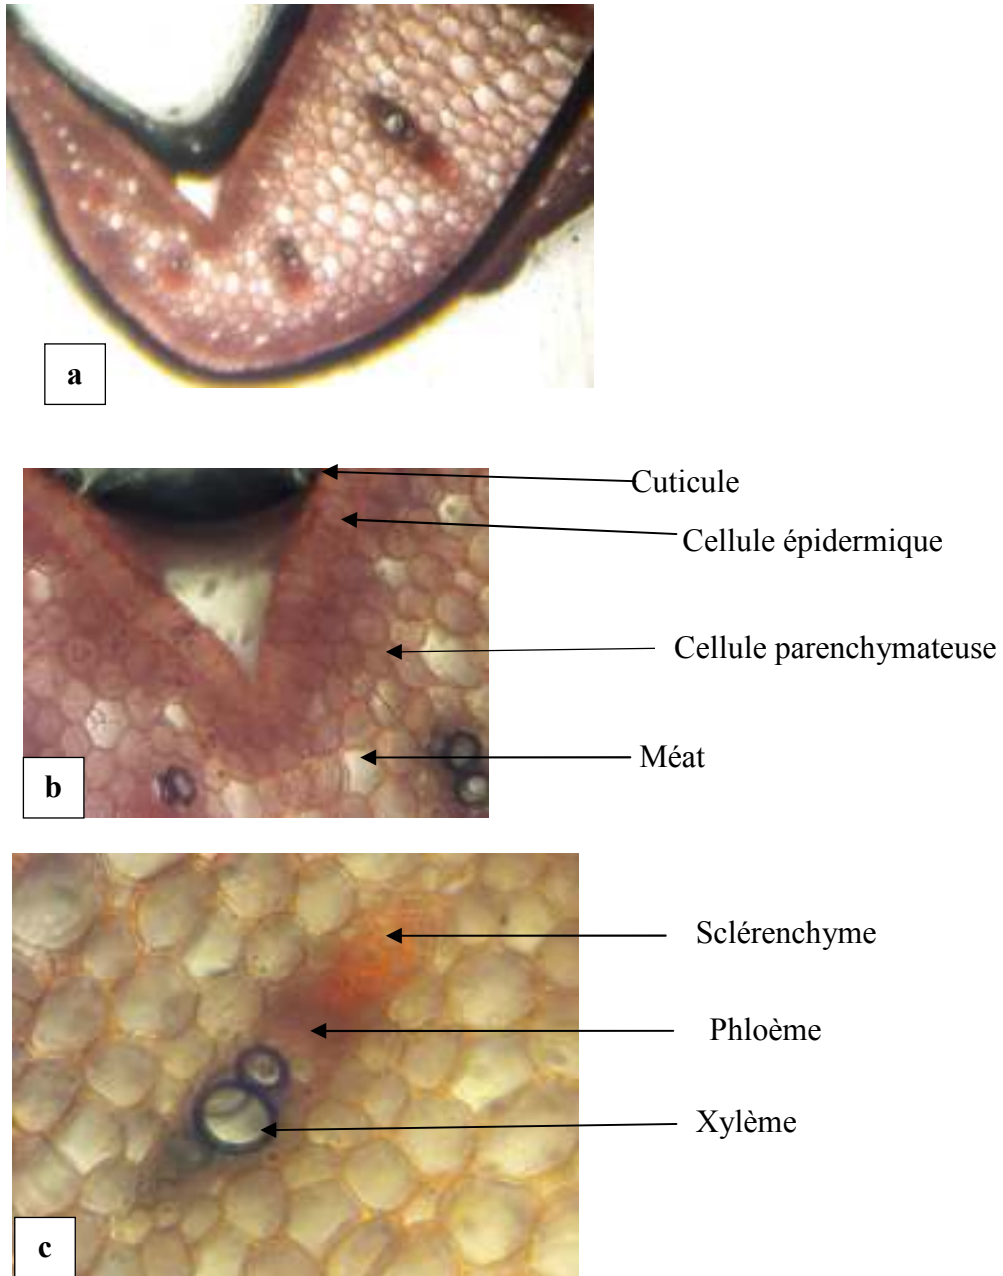 a
Cuticule
Cellule épidermique
Cellule parenchymateuse
Méat
b
Sclérenchyme
Phloème
Xylème
c